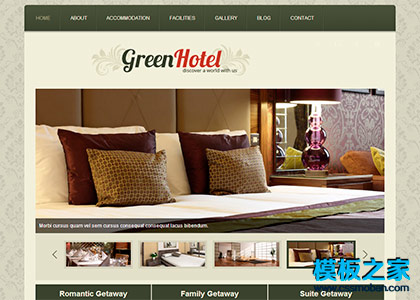 HOME ABOUT ACCOMMODATION FACILITIES GALLERY BLOG CONTACT
GreenHotel
discover a world with us
Morbi cursus quam vel sem cursus consequat consequat lacus bibendum.
模板之家
www.cssmoban.com
Romantic Getaway Family Getaway Suite Getaway